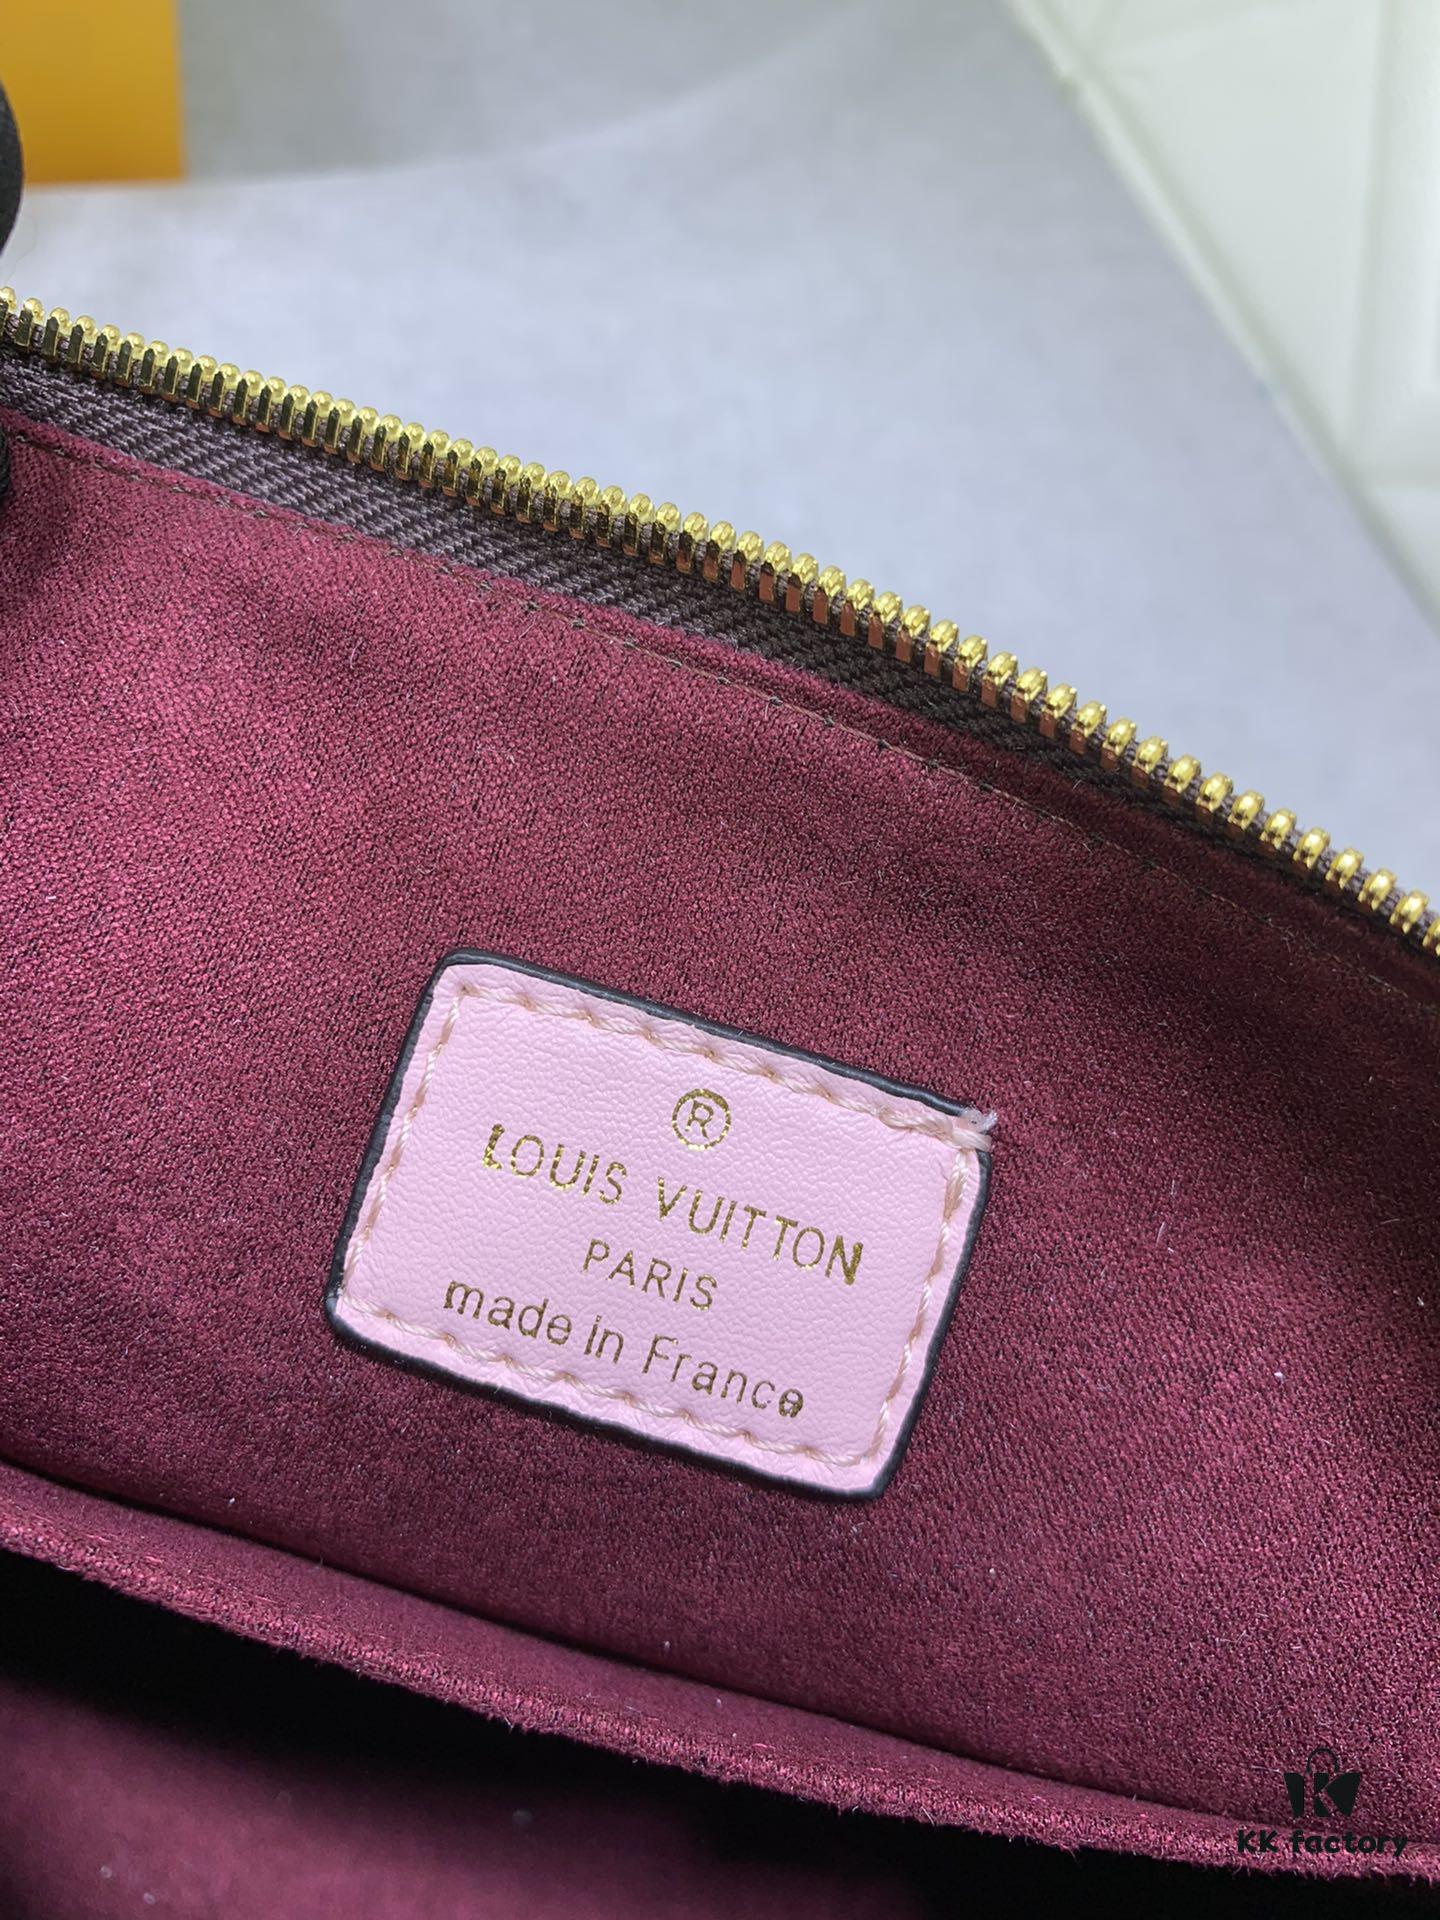 ®
LOUIS VUITTON
PARIS
made in France
KK factory